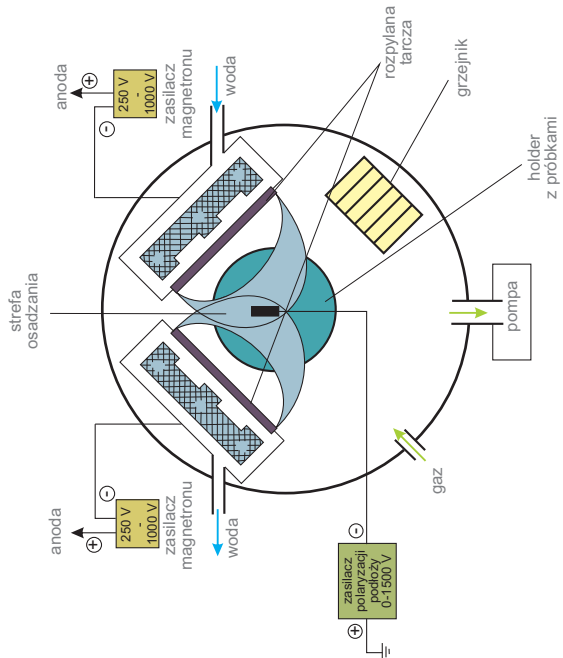 anoda
+
250 V
-
1000 V
-
zasilacz
magnetronu
woda
strefa
osadzania
anoda
+
250 V
-
1000 V
-
zasilacz
magnetronu
woda
rozpylana
tarcza
grzejnik
holder
z próbkami
pompa
gaz
-
zasilacz
polaryzacji
podłoży
0-1500 V
+